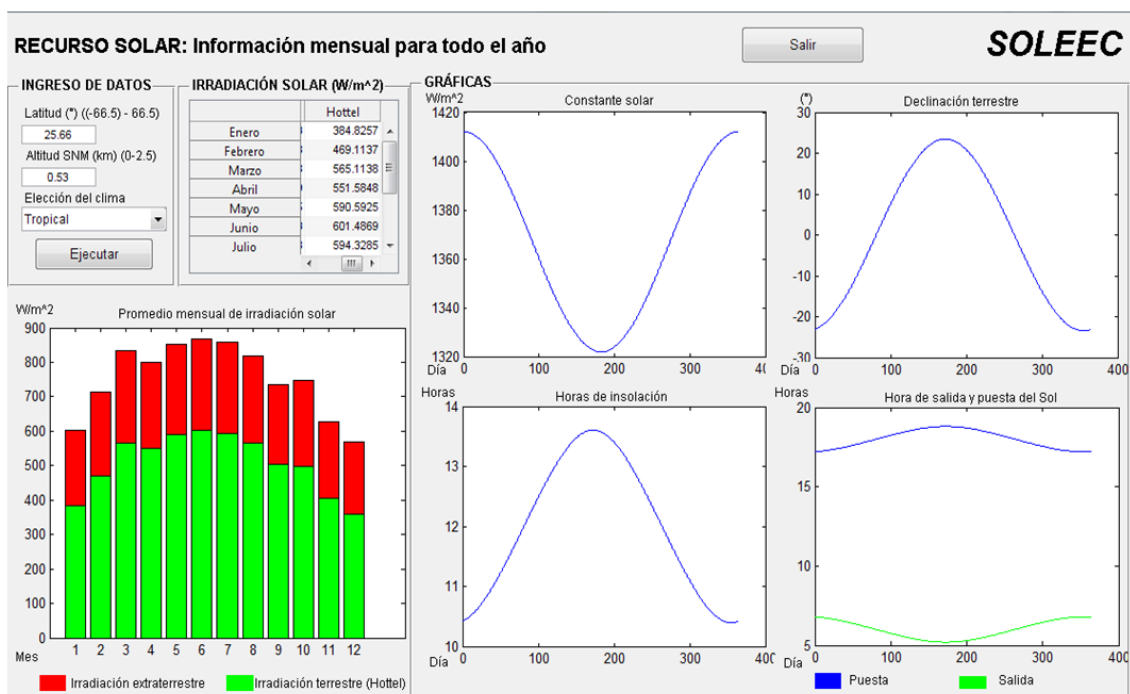 RECURSO SOLAR: Información mensual para todo el año
Salir
SOLEEC
INGRESO DE DATOS
Latitud (°) ((-66.5) - 66.5)
25.66
Altitud SNM (km) (0-2.5)
0.53
Elección del clima
Tropical
Ejecutar
IRRADIACIÓN SOLAR (W/m^2)
Hottel
Enero 384.8257
Febrero 469.1137
Marzo 565.1138
Abril 551.5848
Mayo 590.5925
Junio 601.4869
Julio 594.3285
GRÁFICAS
W/m^2
Constante solar
1420
1400
1380
1360
1340
1320
Día 0 100 200 300 40
(°)
Declinación terrestre
30
20
10
0
-10
-20
-30
Día 0 100 200 300 400
W/m^2
Promedio mensual de irradiación solar
900
800
700
600
500
400
300
200
100
0
Mes 1 2 3 4 5 6 7 8 9 10 11 12
Irradiación extraterrestre
Irradiación terrestre (Hottel)
Horas
Horas de insolación
14
13
12
11
10
Día 0 100 200 300 400
Horas
Hora de salida y puesta del Sol
20
15
10
5
Día 0 100 200 300 400
Puesta
Salida